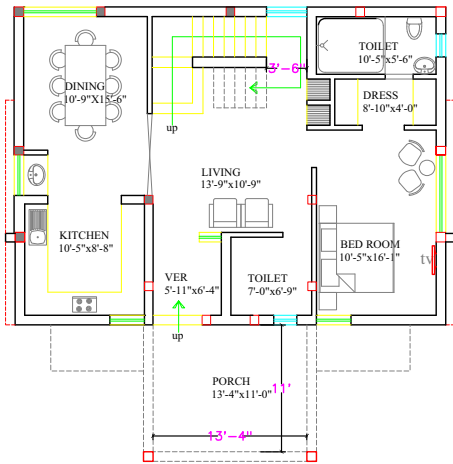 TOILET
10'-5"x5'-6"
3'-6"
DINING
10'-9"X15'-6"
DRESS
8'-10"x4'-0"
up
LIVING
13'-9"x10'-9"
KITCHEN
10'-5"x8'-8"
BED ROOM
10'-5"x16'-1"
tv
VER
5'-11"x6'-4"
TOILET
7'-0"x6'-9"
up
PORCH
13'-4"x11'-0"
11'
13'-4"